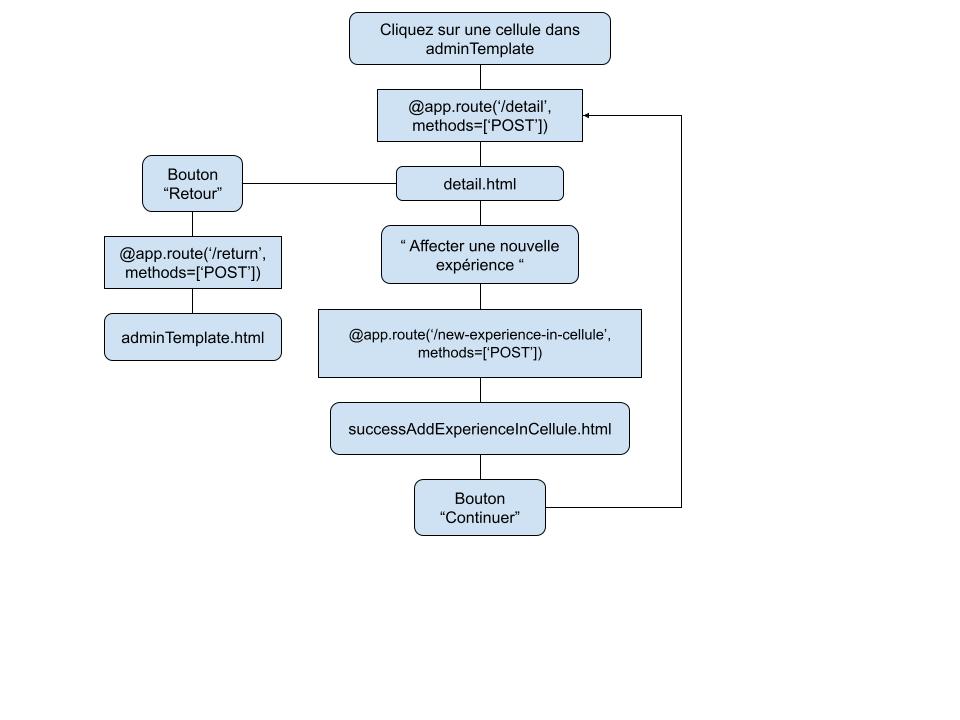 Cliquez sur une cellule dans
adminTemplate
@app.route(‘/detail’,
methods=[‘POST’])
detail.html
Bouton
“Retour”
@app.route(‘/return’,
methods=[‘POST’])
adminTemplate.html
“ Affecter une nouvelle
expérience “
@app.route(‘/new-experience-in-cellule’,
methods=[‘POST’])
successAddExperienceInCellule.html
Bouton
“Continuer”